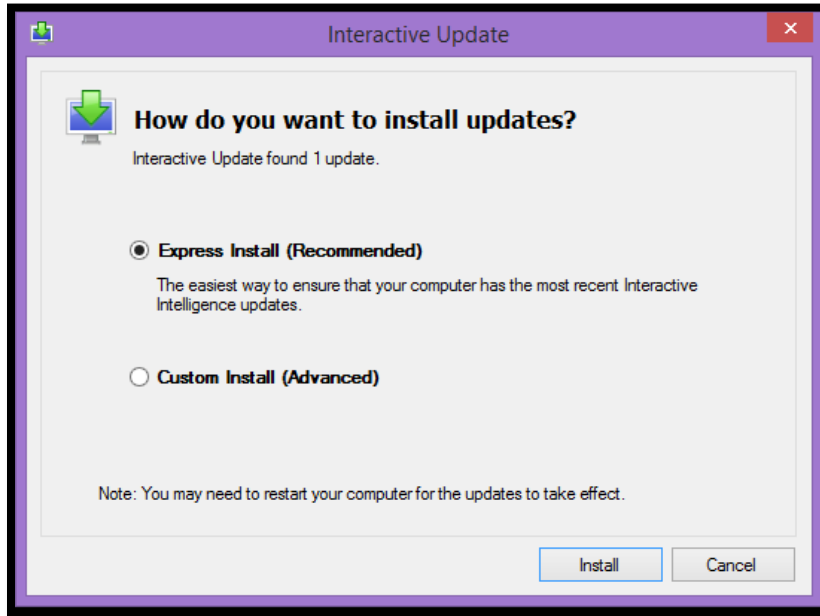 Interactive Update
How do you want to install updates?
Interactive Update found 1 update.
Express Install (Recommended)
The easiest way to ensure that your computer has the most recent Interactive
Intelligence updates.
Custom Install (Advanced)
Note: You may need to restart your computer for the updates to take effect.
Install Cancel